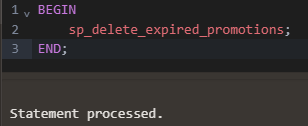 1 BEGIN
2     sp_delete_expired_promotions;
3 END;
Statement processed.